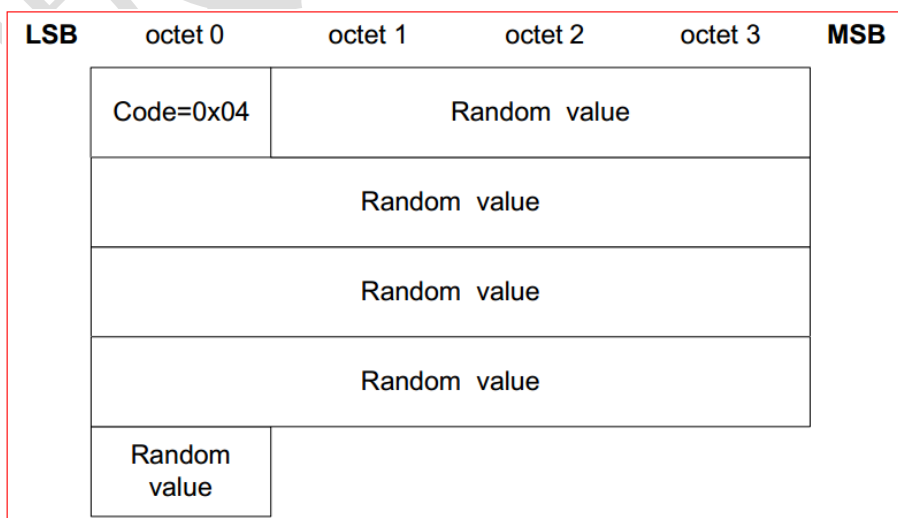 LSB octet 0 octet 1 octet 2 octet 3 MSB
Code=0x04 Random value
Random value
Random value
Random value
Random
value